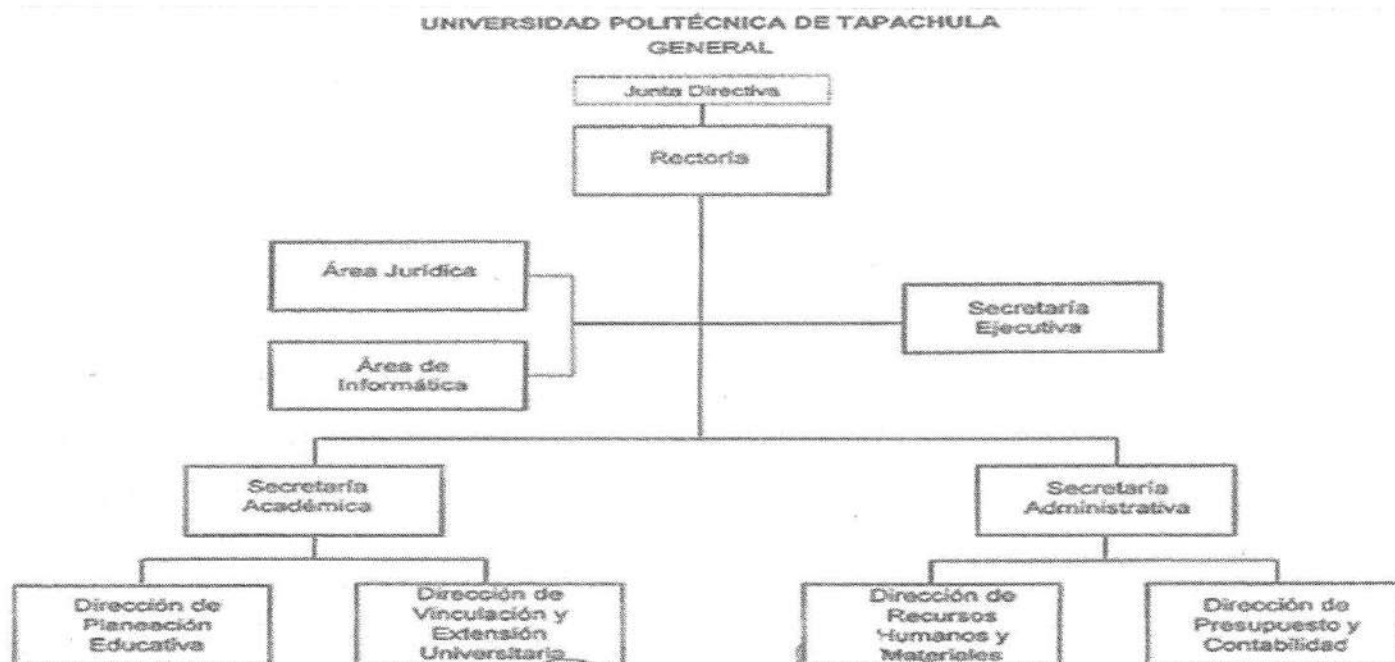 UNIVERSIDAD POLITÉCNICA DE TAPACHULA
GENERAL
Junta Directiva
Rectoría
Área Jurídica
Secretaría
Ejecutiva
Área de
Informática
Secretaría
Académica
Secretaría
Administrativa
Dirección de
Planeación
Educativa
Dirección de
Vinculación y
Extensión
Universitaria
Dirección de
Recursos
Humanos y
Materiales
Dirección de
Presupuesto y
Contabilidad